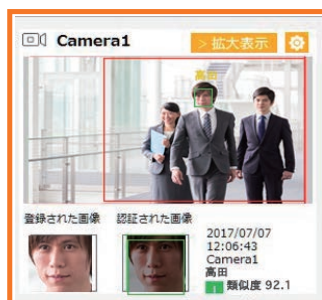 Camera1
> 拡大表示
高田
登録された画像
認証された画像
2017/07/07
12:06:43
Camera1
高田
1 類似度 92.1